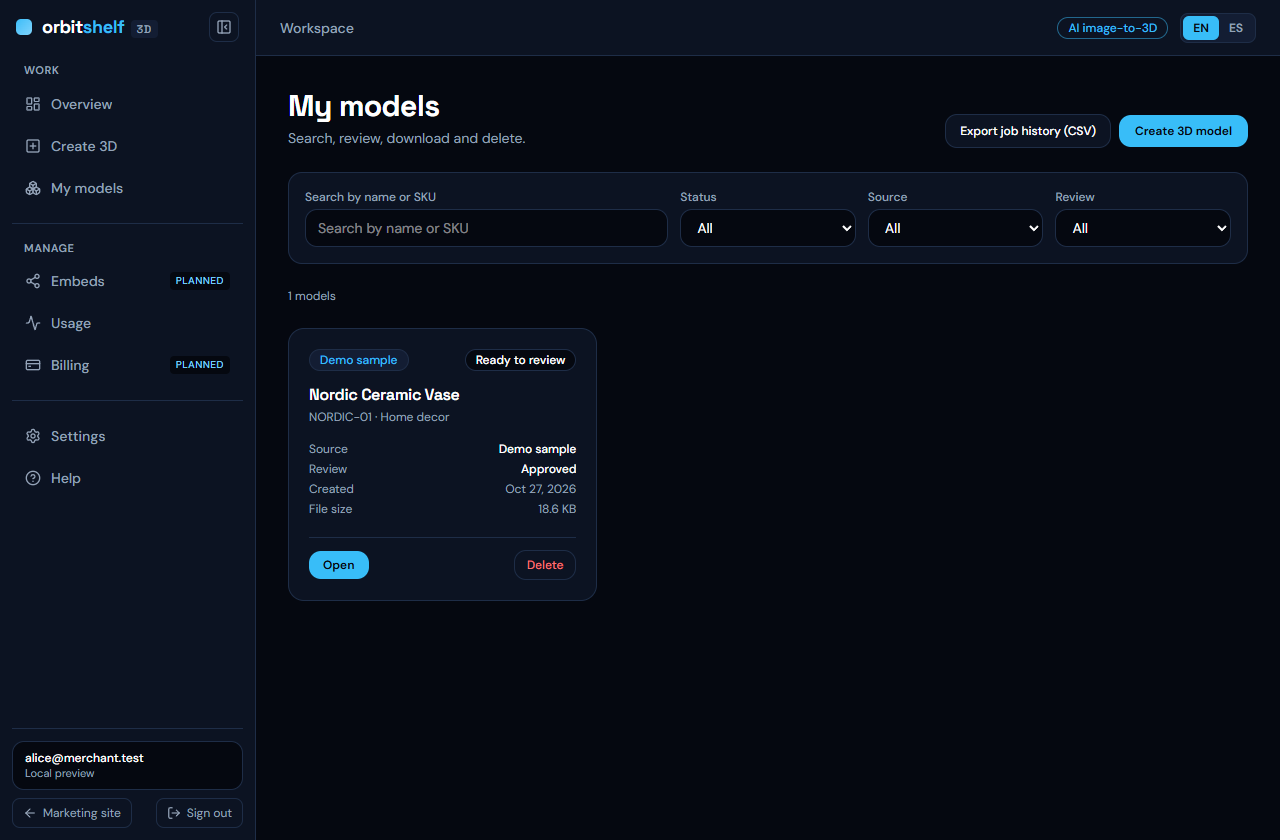 orbitshelf 3D
WORK
Overview
Create 3D
My models
MANAGE
Embeds PLANNED
Usage
Billing PLANNED
Settings
Help
alice@merchant.test
Local preview
Marketing site
Sign out
Workspace
AI image-to-3D
EN ES
My models
Search, review, download and delete.
Export job history (CSV)
Create 3D model
Search by name or SKU
Search by name or SKU
Status
All
Source
All
Review
All
1 models
Demo sample
Ready to review
Nordic Ceramic Vase
NORDIC-01 · Home decor
Source Demo sample
Review Approved
Created Oct 27, 2026
File size 18.6 KB
Open
Delete